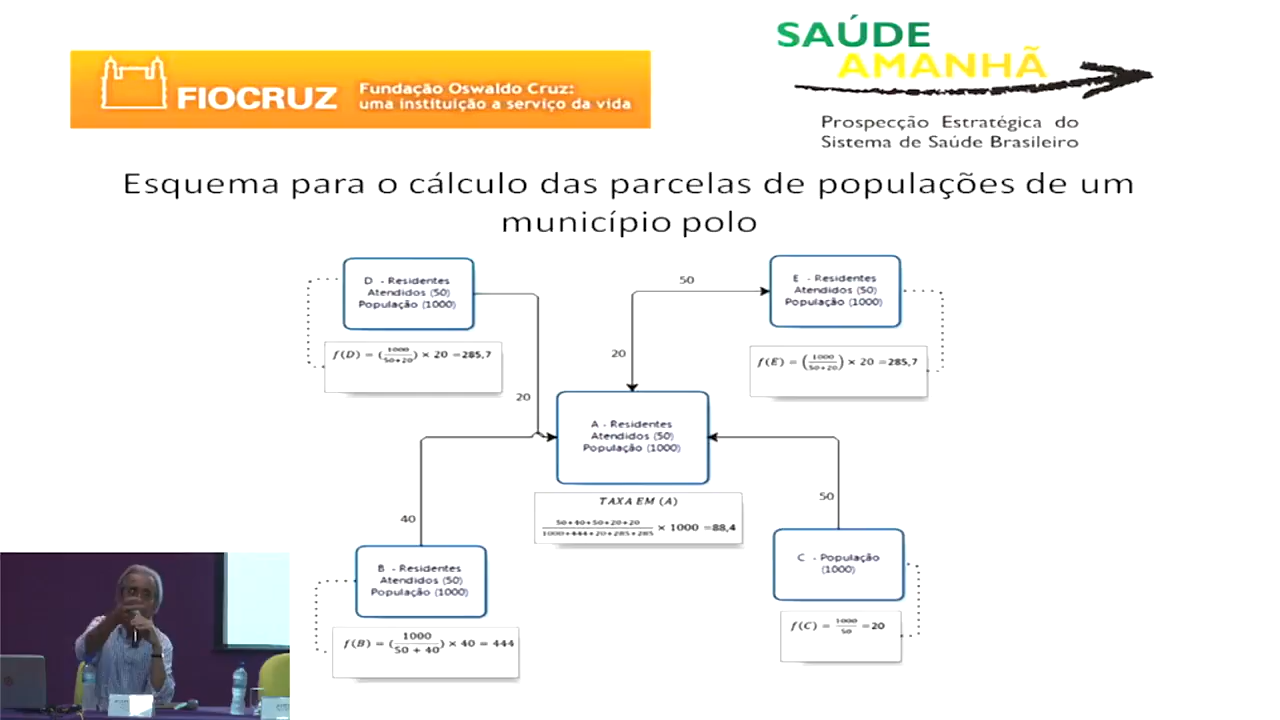 SAÚDE
AMANHÃ
FIOCRUZ
Fundação Oswaldo Cruz:
uma instituição a serviço da vida
Prospecção Estratégica do
Sistema de Saúde Brasileiro
Esquema para o cálculo das parcelas de populações de um
município polo
D - Residentes
Atendidos (50)
População (1000)
50
E - Residentes
Atendidos (50)
População (1000)
f(D) = (1000/50+20) × 20 =285,7
20
f(E) = (1000/50+20) × 20 =285,7
20
A - Residentes
Atendidos (50)
População (1000)
TAXA EM (A)
50+40+50+20+20/1000+444+20+285+285 × 1000 =88,4
40
50
B - Residentes
Atendidos (50)
População (1000)
C - População
(1000)
f(B) = (1000/50 + 40) × 40 = 444
f(C) = 1000/50 =20